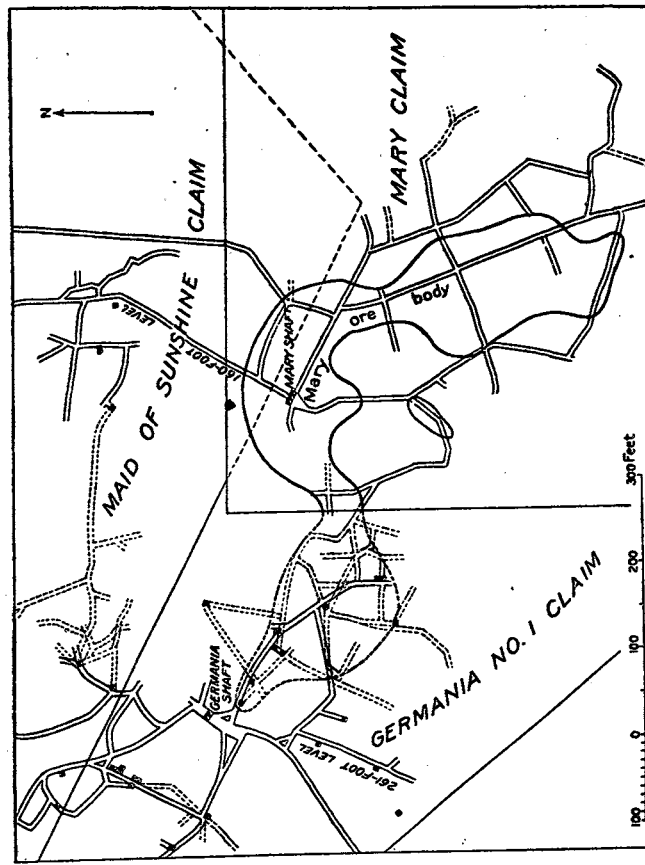 N
CLAIM
MAID OF SUNSHINE
160-FOOT LEVEL
MARY CLAIM
MARY SHAFT
Mary
ore
body
GERMANIA
SHAFT
261-FOOT LEVEL
GERMANIA NO. 1 CLAIM
100 0 100 200 300 Feet